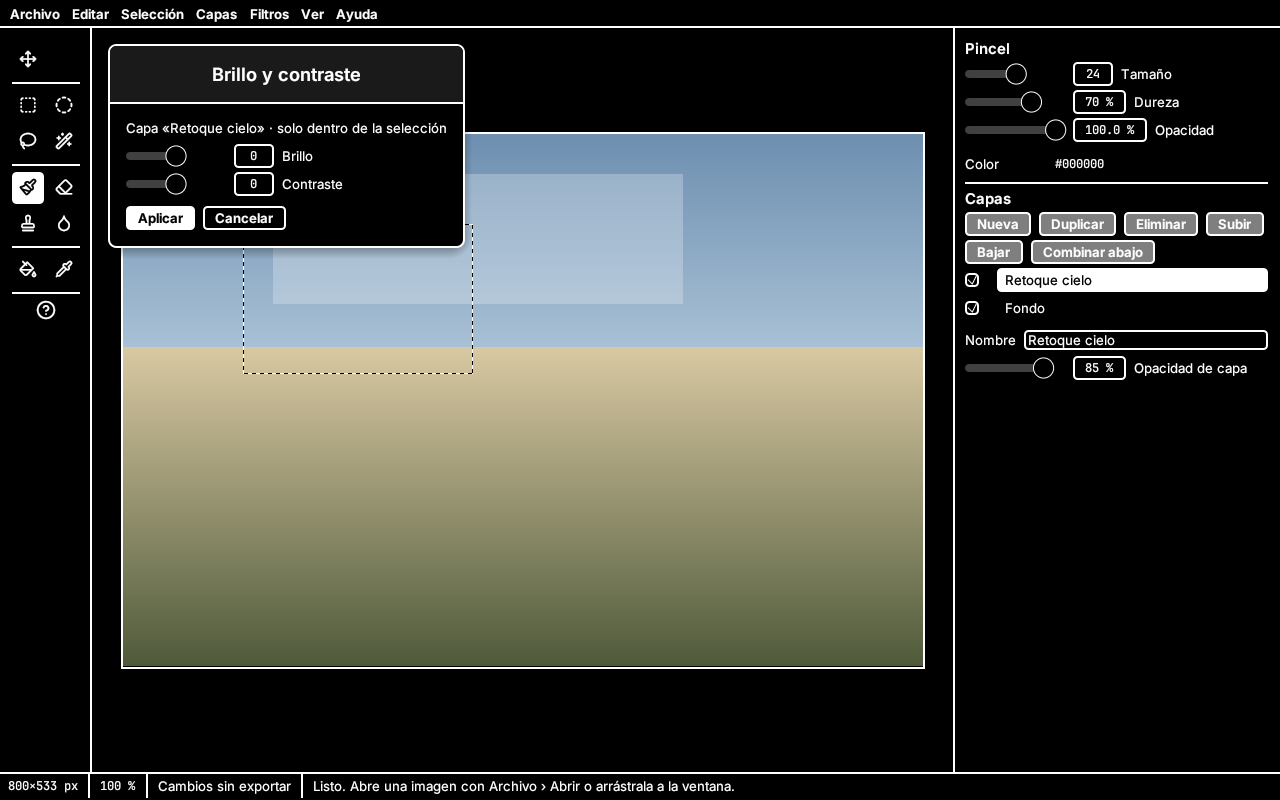 Archivo Editar Selección Capas Filtros Ver Ayuda
Brillo y contraste
Capa «Retoque cielo» · solo dentro de la selección
0 Brillo
0 Contraste
Aplicar Cancelar
Pincel
24 Tamaño
70 % Dureza
100.0 % Opacidad
Color #000000
Capas
Nueva Duplicar Eliminar Subir
Bajar Combinar abajo
Retoque cielo
Fondo
Nombre Retoque cielo
85 % Opacidad de capa
800×533 px 100 % Cambios sin exportar Listo. Abre una imagen con Archivo › Abrir o arrástrala a la ventana.